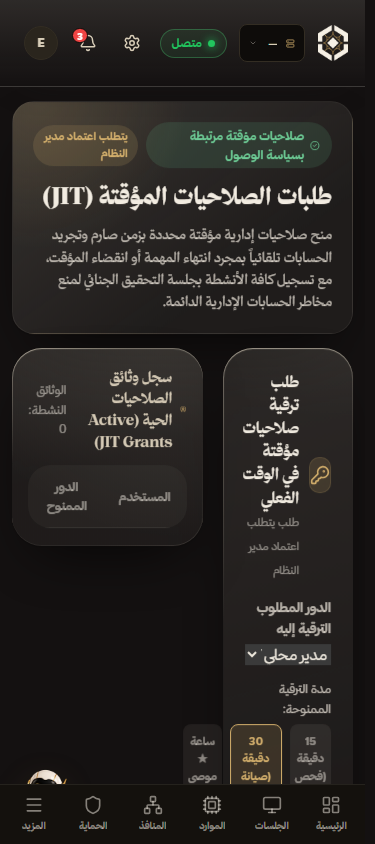 متصل
3
E
صلاحيات مؤقتة مرتبطة
بسياسة الوصول
يتطلب اعتماد مدير
النظام
طلبات الصلاحيات المؤقتة (JIT)
منح صلاحيات إدارية مؤقتة محددة بزمن صارم وتجريد
الحسابات تلقائياً بمجرد انتهاء المهمة أو انقضاء المؤقت،
مع تسجيل كافة الأنشطة بجلسة التحقيق الجنائي لمنع
مخاطر الحسابات الإدارية الدائمة.
طلب
ترقية
صلاحيات
مؤقتة
في الوقت
الفعلي
طلب يتطلب
اعتماد مدير
النظام
الدور المطلوب
الترقية إليه
مدير محلي
مدة الترقية
الممنوحة:
15
دقيقة
(فحص
30
دقيقة
(صيانة
ساعة
★
موصى
سجل وثائق
الصلاحيات
الحية (Active
JIT Grants)
الوثائق
النشطة:
0
المستخدم
الدور
الممنوح
الرئيسية
الجلسات
الموارد
المنافذ
الحماية
المزيد